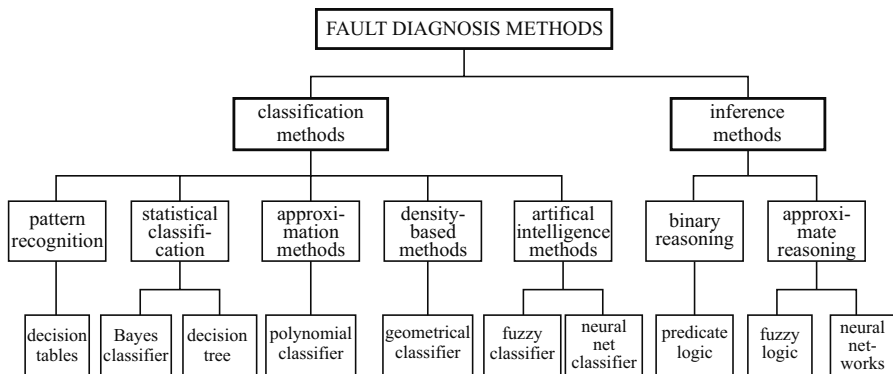 FAULT DIAGNOSIS METHODS
classification
methods
inference
methods
pattern
recognition
statistical
classifi-
cation
approxi-
mation
methods
density-
based methods
artifical
intelligence
methods
binary
reasoning
approxi-
mate
reasoning
decision
tables
Bayes
classifier
decision
tree
polynomial
classifier
geometrical
classifier
fuzzy
classifier
neural
net
classifier
predicate
logic
fuzzy
logic
neural
net-
works